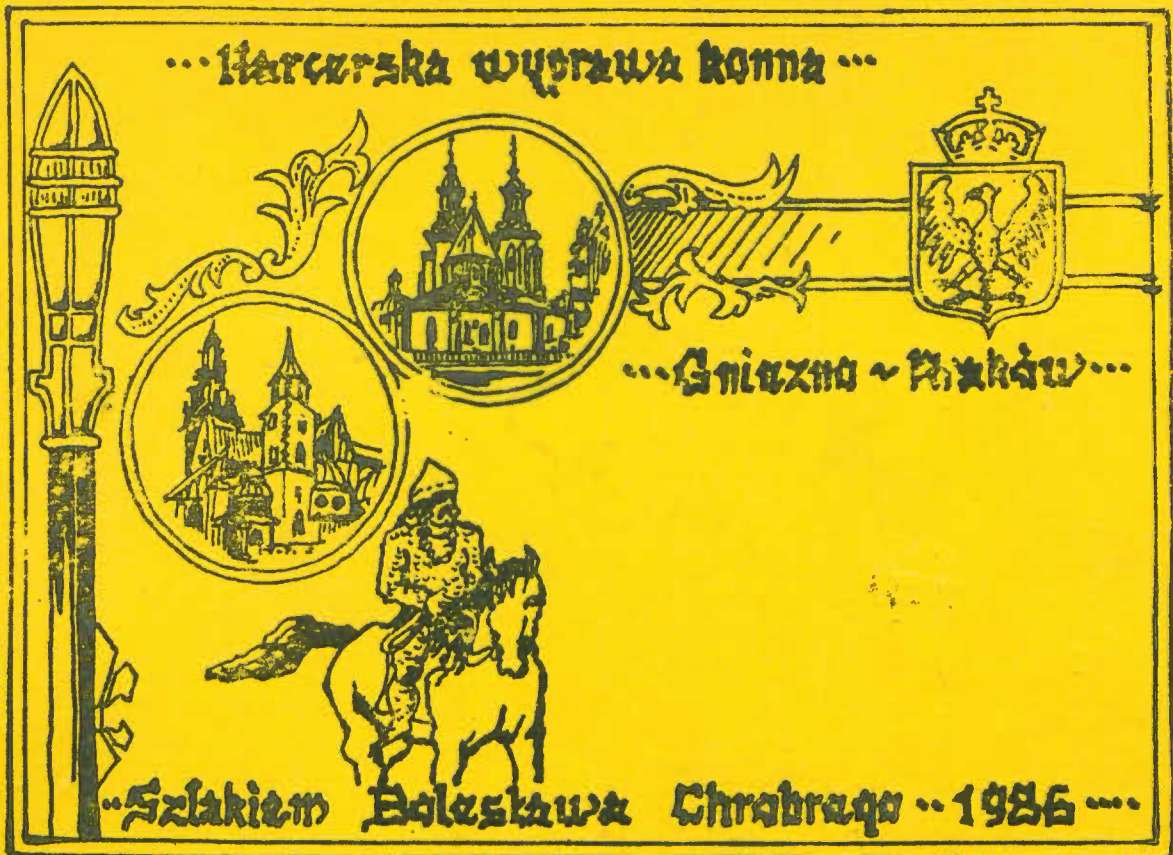 ...Harcerska wyprawa konna...
...Gniezno ~ Kraków...
..Szlakiem Bolesława Chrobrego..1986....